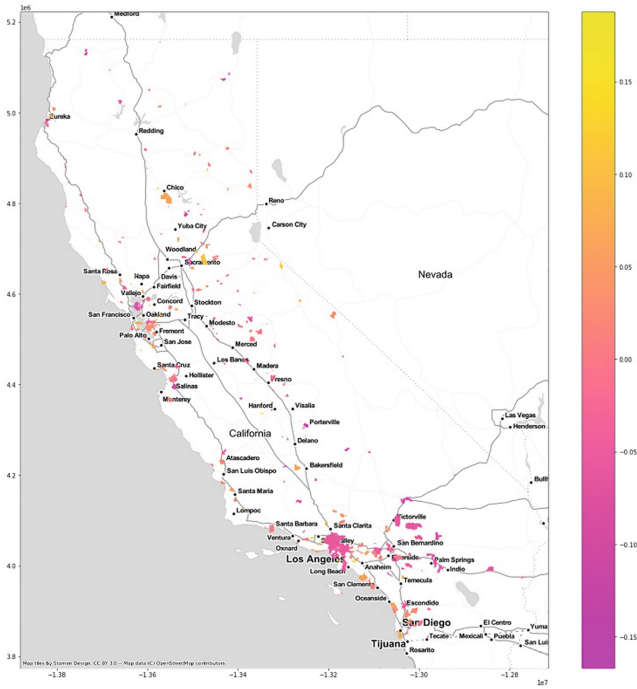 1e6
Medford
5.2
0.15
5.0
Eureka
Redding
0.10
Chico
4.8
Reno
Yuba City
Carson City
0.05
Woodland
Sacramento
Santa Rosa
Napa
Davis
Nevada
Vallejo
Fairfield
4.6
Concord
Stockton
San Francisco
Oakland
Tracy
Modesto
Fremont
Palo Alto
San Jose
Merced
0.00
Santa Cruz
Los Banos
Madera
Hollister
Fresno
4.4
Salinas
Monterey
Hanford
Visalia
Las Vegas
Henderson
Porterville
California
Delano
−0.05
Atascadero
Bakersfield
San Luis Obispo
4.2
Bullh
Santa Maria
Lompoc
Victorville
Santa Barbara
Santa Clarita
−0.10
Ventura
San Bernardino
Oxnard
Los Angeles
Palm Springs
4.0
Long Beach
Anaheim
Indio
San Clemente
Temecula
Oceanside
Escondido
San Diego
El Centro
−0.15
Yuma
Tijuana
Tecate
Mexicali
Puebla
San Lui
Rosarito
3.8
Map tiles by Stamen Design, CC BY 3.0 -- Map data (C) OpenStreetMap contributors
−1.38
−1.36
−1.34
−1.32
−1.30
−1.28
1e7